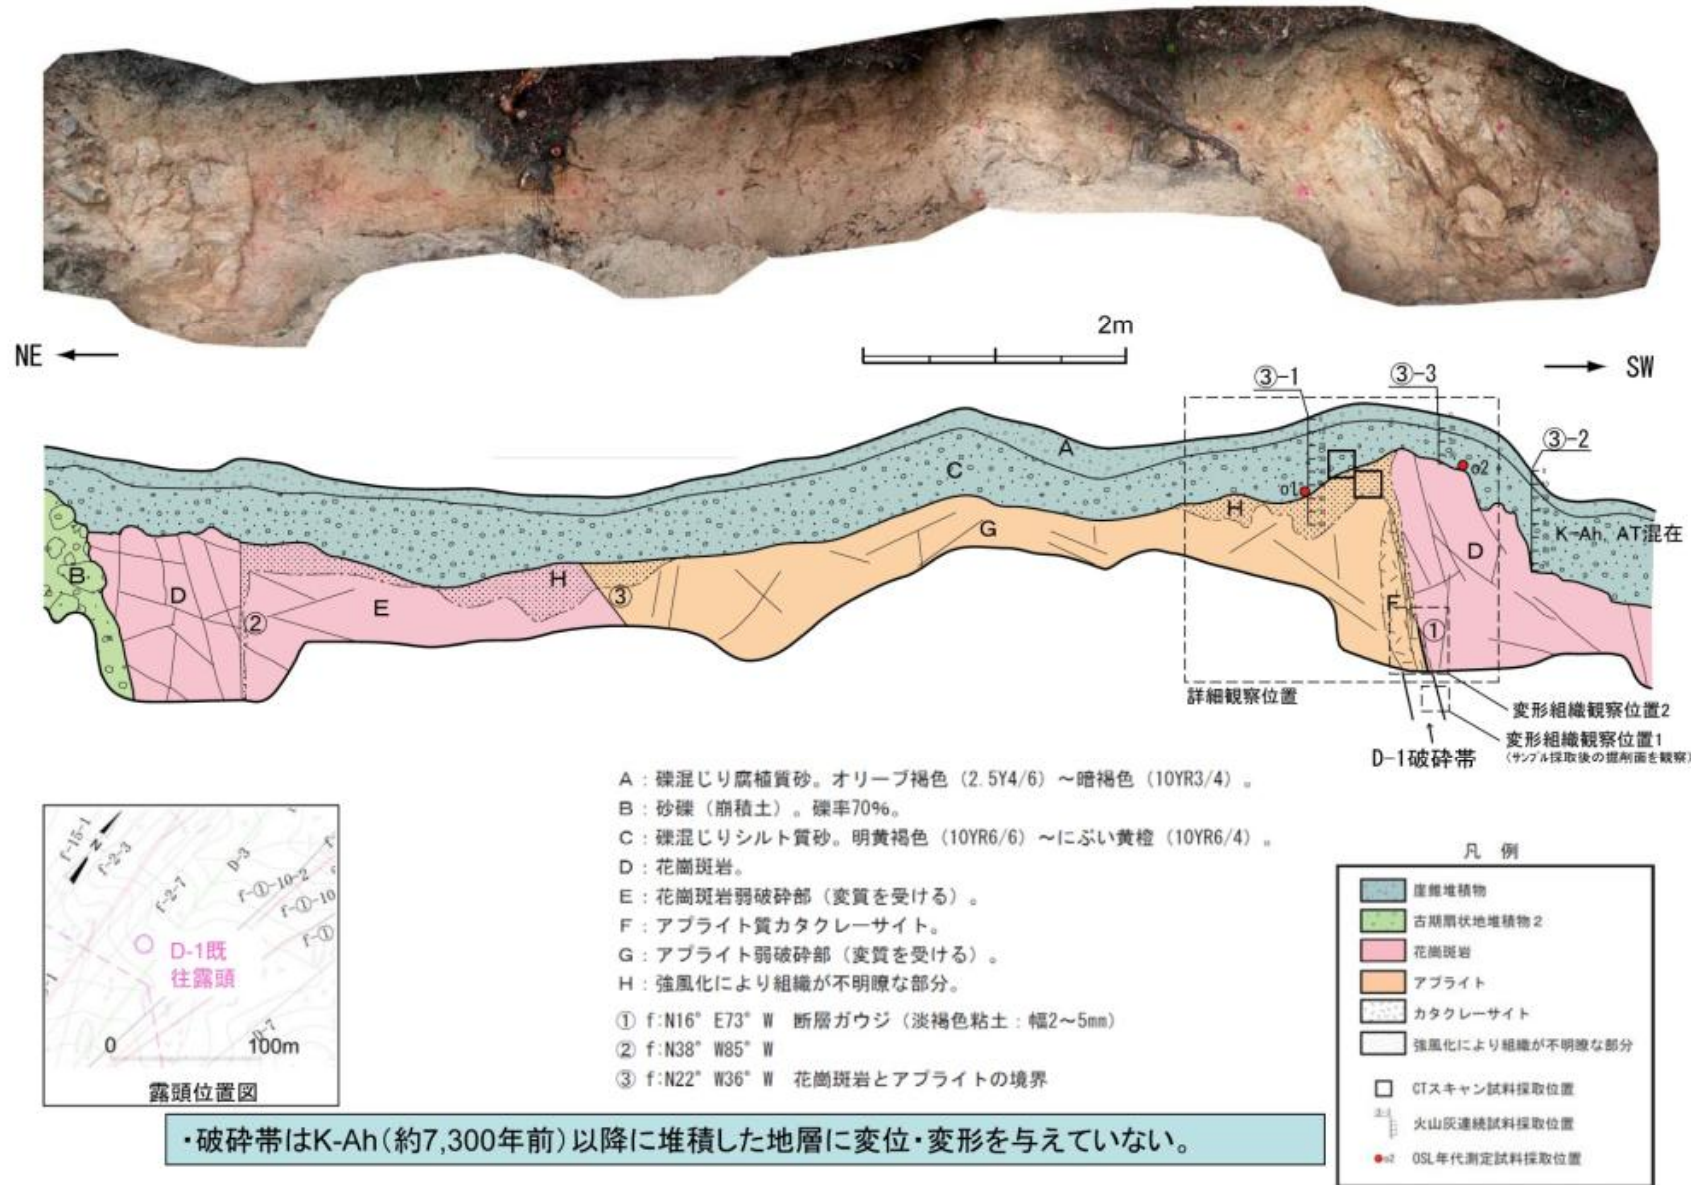 2m
NE
SW
③-1
③-3
③-2
A
C
o1
o2
H
G
K-Ah, AT混在
B
D
②
E
H
③
F
①
D
詳細観察位置
変形組織観察位置2
変形組織観察位置1
(サンプル採取後の掘削面を観察)
D-1破砕帯
A：礫混じり腐植質砂。オリーブ褐色（2.5Y4/6）～暗褐色（10YR3/4）。
B：砂礫（崩積土）。礫率70%。
C：礫混じりシルト質砂。明黄褐色（10YR6/6）～にぶい黄橙（10YR6/4）。
D：花崗斑岩。
E：花崗斑岩弱破砕部（変質を受ける）。
F：アプライト質カタクレーサイト。
G：アプライト弱破砕部（変質を受ける）。
H：強風化により組織が不明瞭な部分。
① f:N16°E73°W 断層ガウジ（淡褐色粘土：幅2～5mm）
② f:N38°W85°W
③ f:N22°W36°W 花崗斑岩とアプライトの境界
f-15-1
N
f-2-3
f-2-7
D-3
f-①-10-2
f-①-10
f-①
D-1既
往露頭
D-7
0
100m
露頭位置図
凡 例
崖錐堆積物
古期扇状地堆積物2
花崗斑岩
アプライト
カタクレーサイト
強風化により組織が不明瞭な部分
CTスキャン試料採取位置
火山灰連続試料採取位置
o2
OSL年代測定試料採取位置
・破砕帯はK-Ah（約7,300年前）以降に堆積した地層に変位・変形を与えていない。